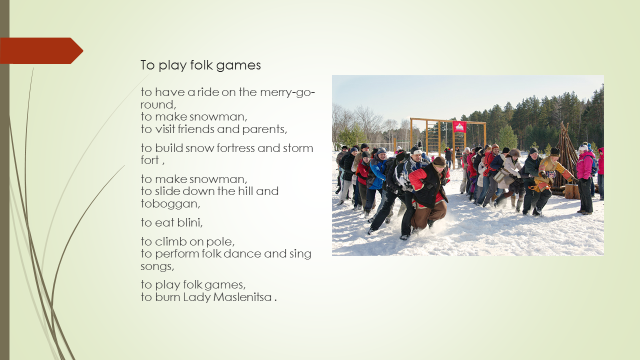 To play folk games
to have a ride on the merry-go-
round,
to make snowman,
to visit friends and parents,
to build snow fortress and storm
fort ,
to make snowman,
to slide down the hill and
toboggan,
to eat blini,
to climb on pole,
to perform folk dance and sing
songs,
to play folk games,
to burn Lady Maslenitsa .